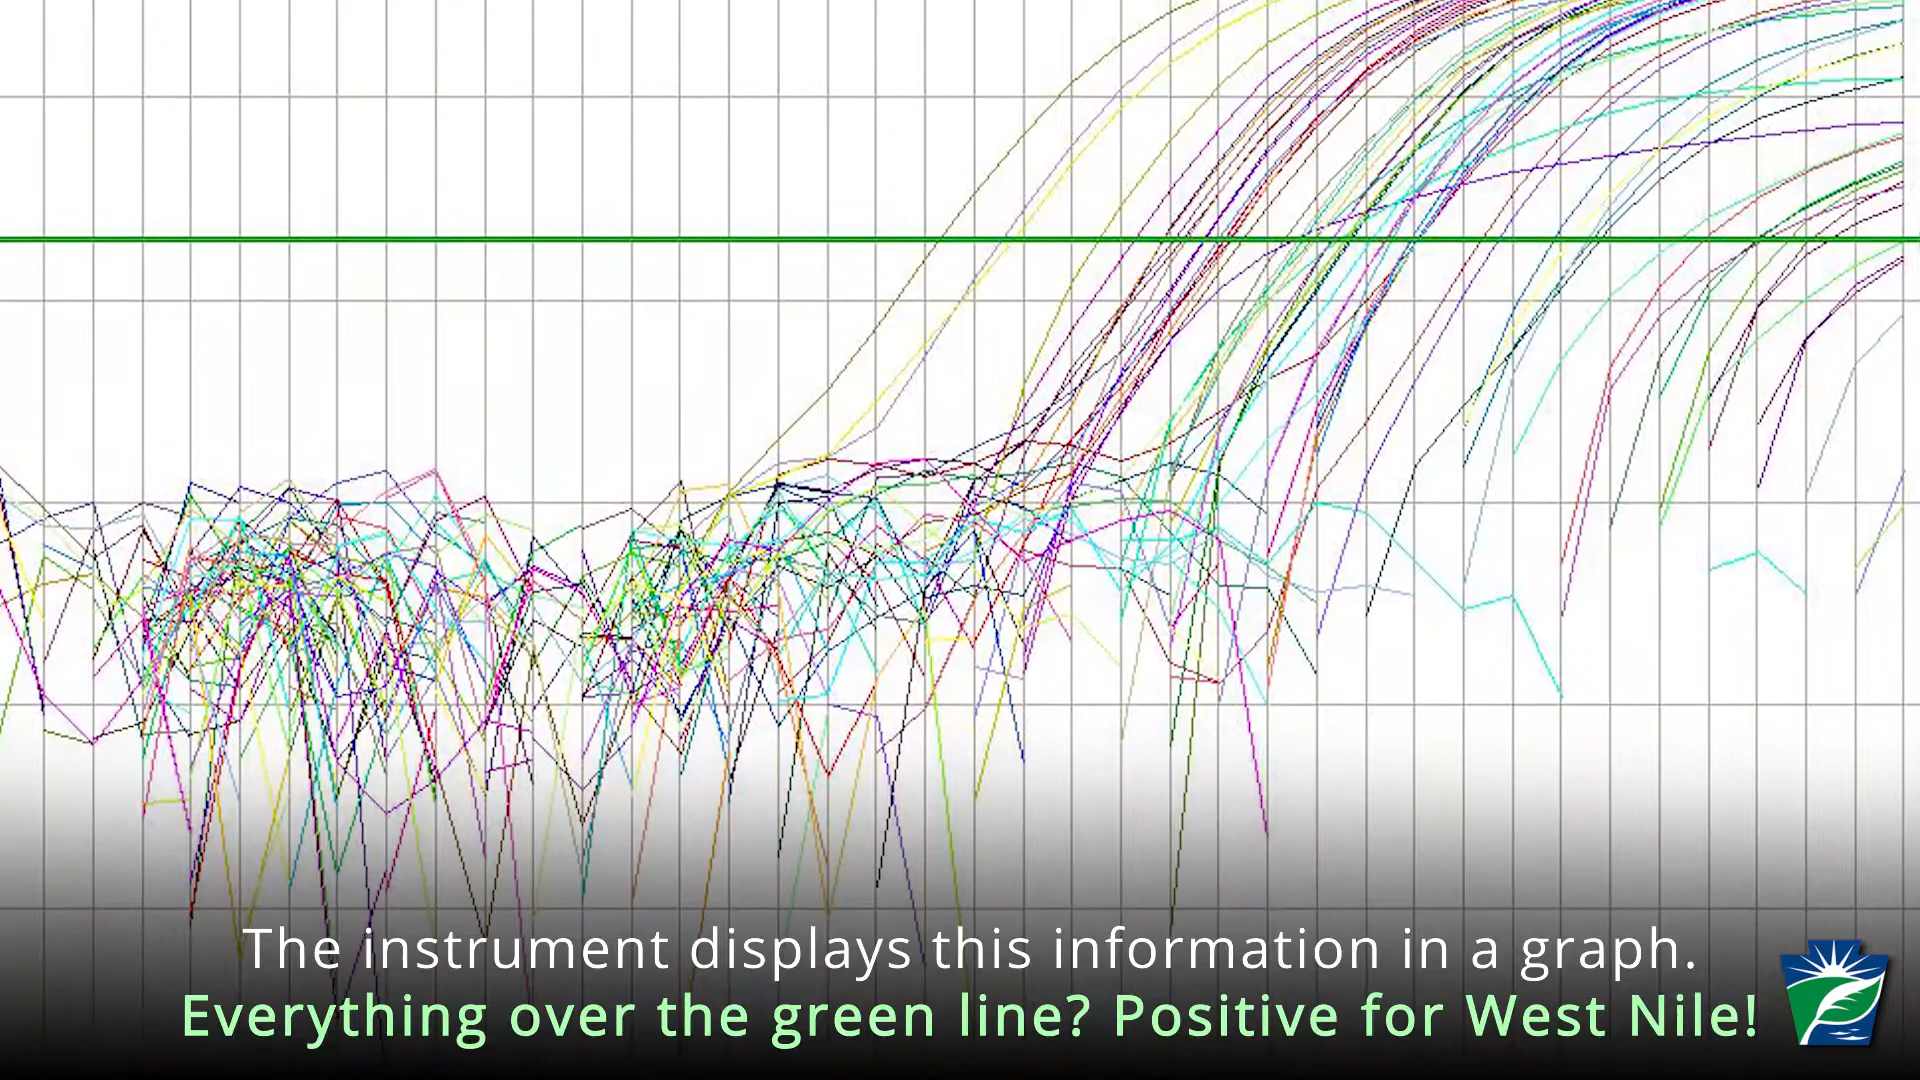 The instrument displays this information in a graph.
Everything over the green line? Positive for West Nile!